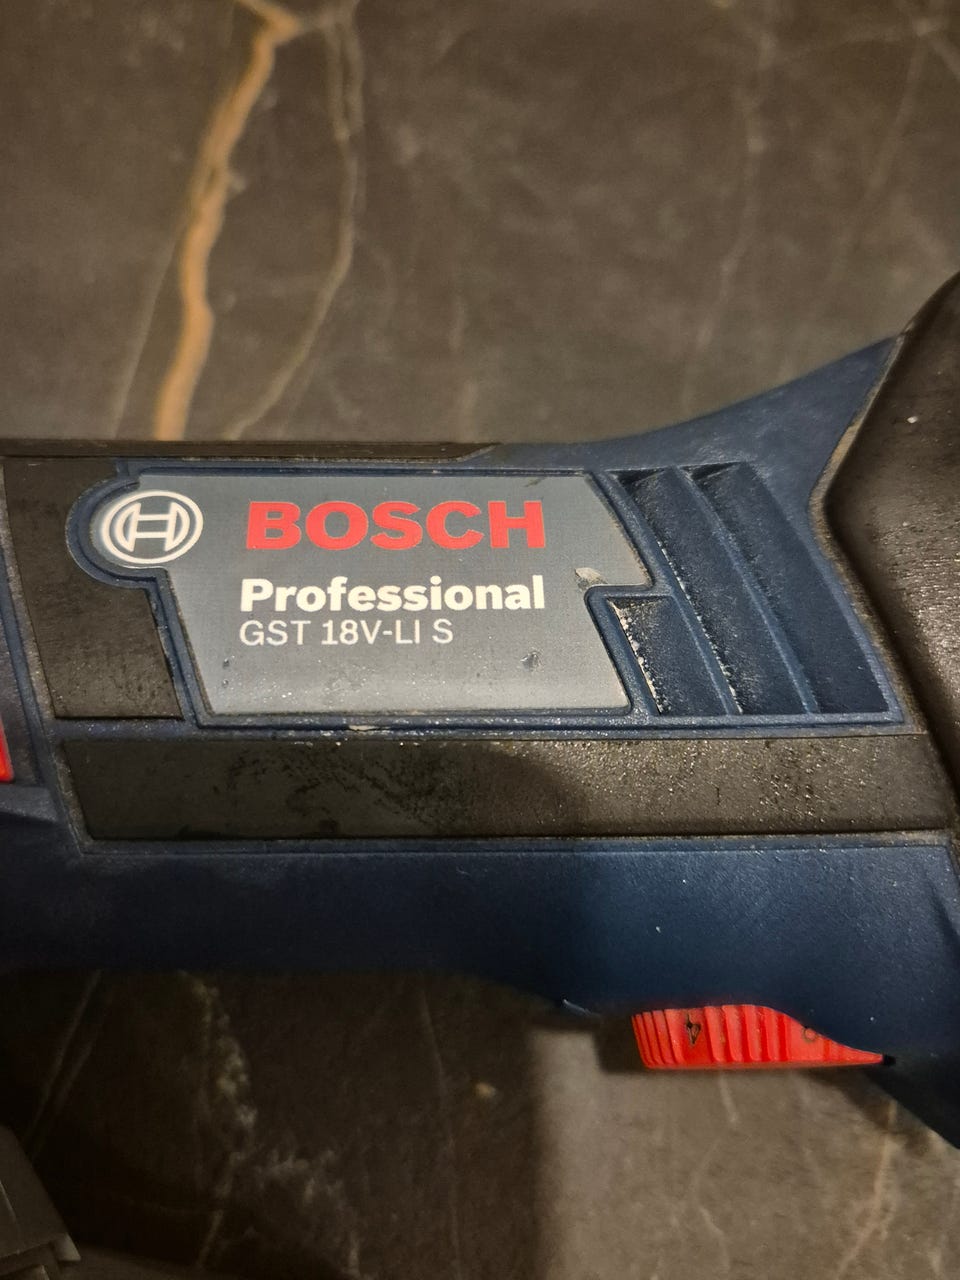 BOSCH
Professional
GST 18V-LI S